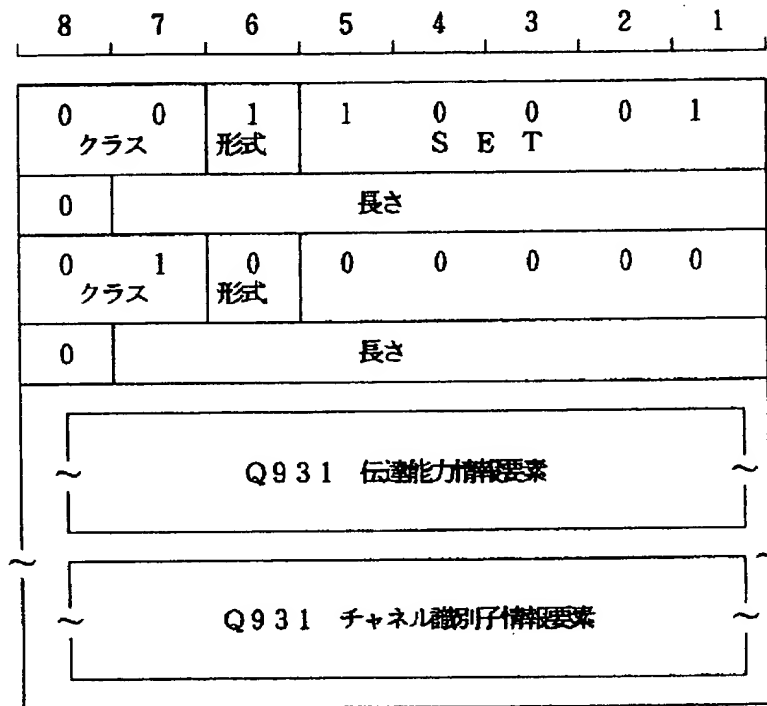 8 7 6 5 4 3 2 1
0 0 1 1 0 0 0 1
クラス 形式 S E T
0 長さ
0 1 0 0 0 0 0 0
クラス 形式
0 長さ
Q931 伝達能力情報要素
Q931 チャネル識別子情報要素